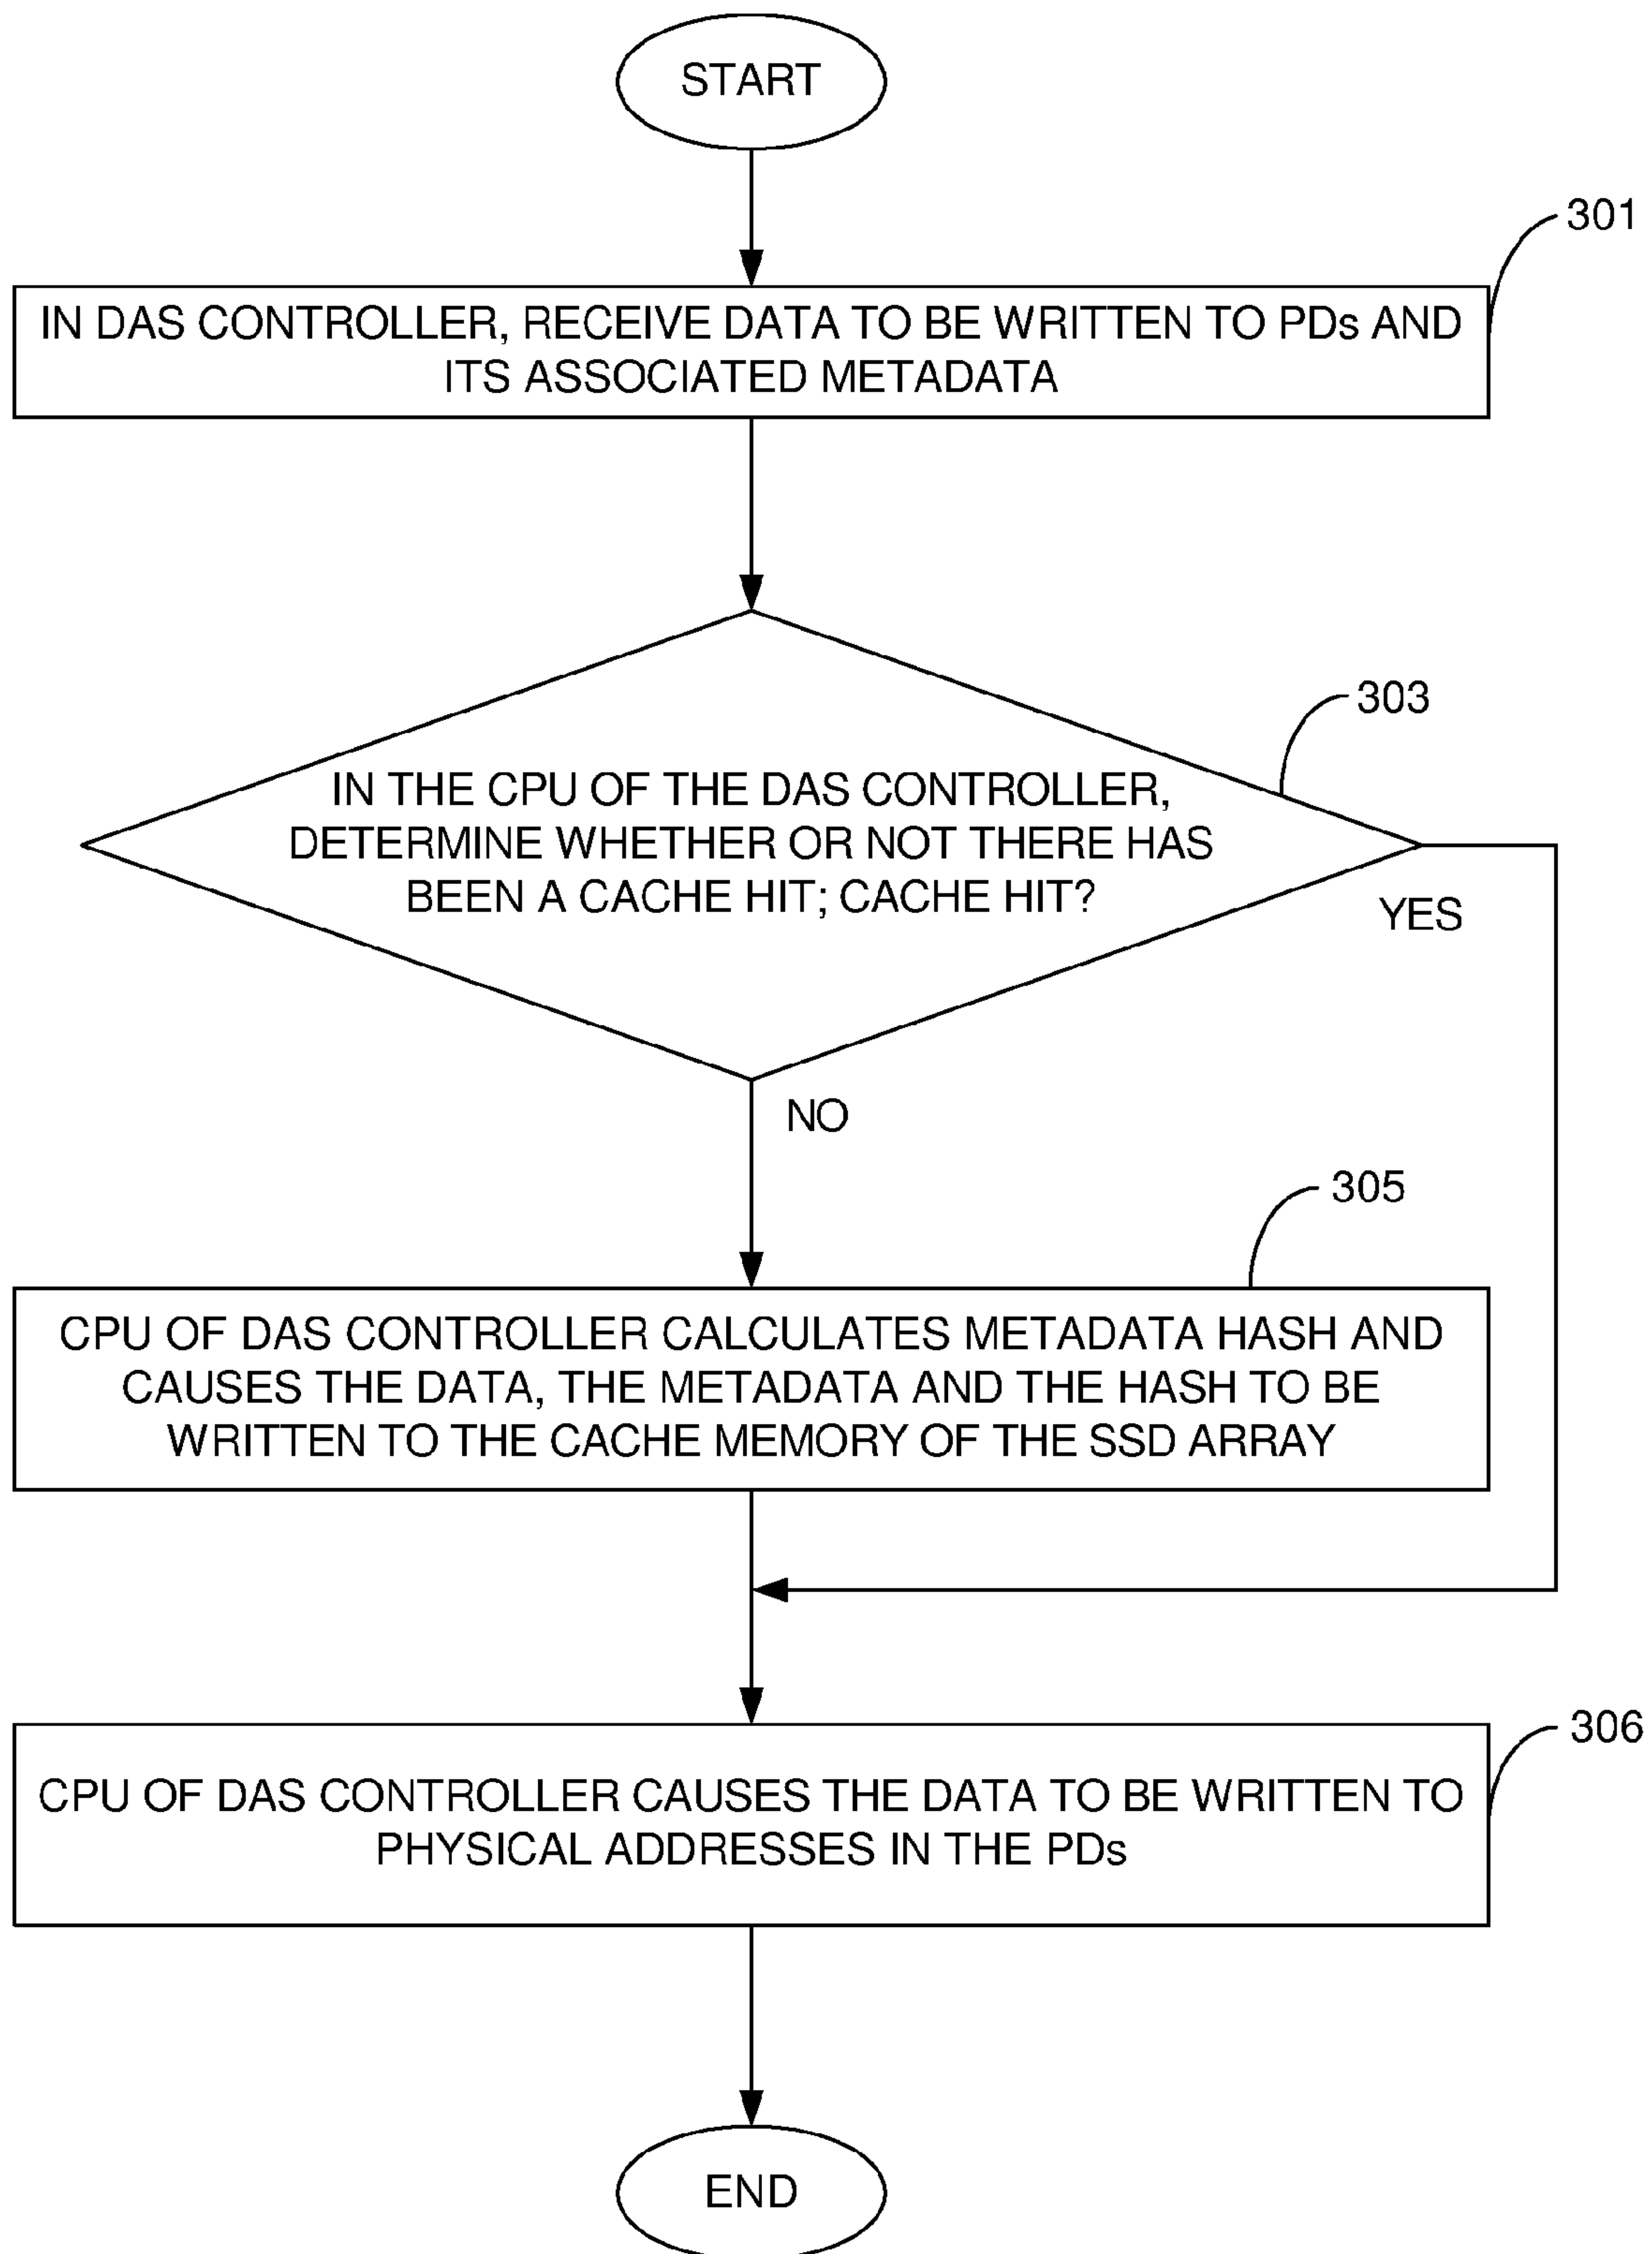 START
301
IN DAS CONTROLLER, RECEIVE DATA TO BE WRITTEN TO PDs AND
ITS ASSOCIATED METADATA
303
IN THE CPU OF THE DAS CONTROLLER,
DETERMINE WHETHER OR NOT THERE HAS
BEEN A CACHE HIT; CACHE HIT?
YES
NO
305
CPU OF DAS CONTROLLER CALCULATES METADATA HASH AND
CAUSES THE DATA, THE METADATA AND THE HASH TO BE
WRITTEN TO THE CACHE MEMORY OF THE SSD ARRAY
306
CPU OF DAS CONTROLLER CAUSES THE DATA TO BE WRITTEN TO
PHYSICAL ADDRESSES IN THE PDs
END